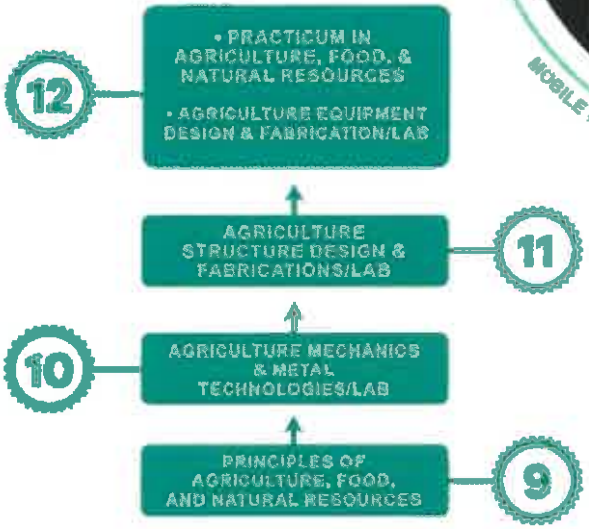 • PRACTICUM IN
AGRICULTURE, FOOD, &
NATURAL RESOURCES
• AGRICULTURE EQUIPMENT
DESIGN & FABRICATION/LAB
12
MOBILE
AGRICULTURE
STRUCTURE DESIGN &
FABRICATIONS/LAB
11
AGRICULTURE MECHANICS
& METAL
TECHNOLOGIES/LAB
10
PRINCIPLES OF
AGRICULTURE, FOOD,
AND NATURAL RESOURCES
9